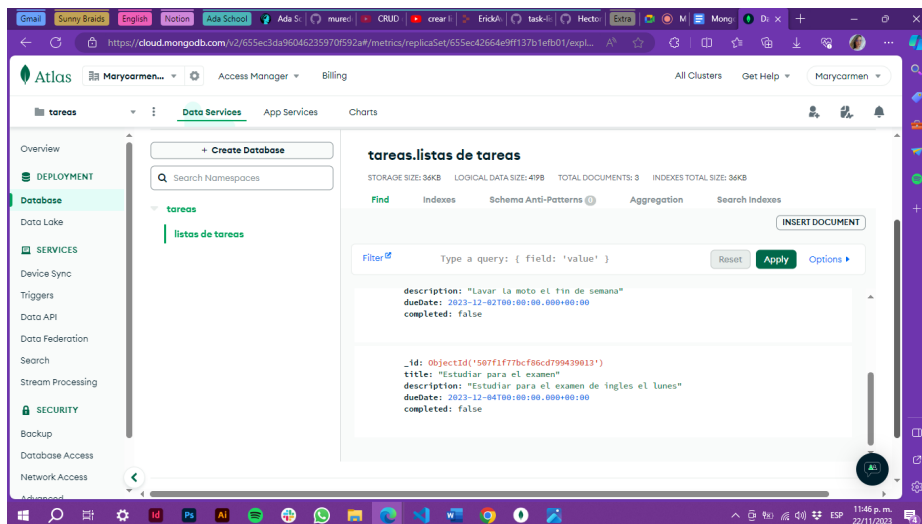 Gmail Sunny Braids English Notion Ada School Ada Sc mured CRUD crear li ErickAv task-lis Hector Extra M Mong Da
https://cloud.mongodb.com/v2/655ec3da96046235970f592a#/metrics/replicaSet/655ec42664e9ff137b1efb01/expl...
Atlas Maryocarmen... Access Manager Billing All Clusters Get Help Marycarmen
tareas Data Services App Services Charts
Overview
DEPLOYMENT
Database
Data Lake
SERVICES
Device Sync
Triggers
Data API
Data Federation
Search
Stream Processing
SECURITY
Backup
Database Access
Network Access
Advanced
+ Create Database
Search Namespaces
tareas
listas de tareas
tareas.listas de tareas
STORAGE SIZE: 36KB LOGICAL DATA SIZE: 419B TOTAL DOCUMENTS: 3 INDEXES TOTAL SIZE: 36KB
Find Indexes Schema Anti-Patterns 0 Aggregation Search Indexes
INSERT DOCUMENT
Filter Type a query: { field: 'value' } Reset Apply Options
description: "Lavar la moto el fin de semana"
dueDate: 2023-12-02T00:00:00.000+00:00
completed: false
_id: ObjectId('507f1f77bcf86cd799439013')
title: "Estudiar para el examen"
description: "Estudiar para el examen de ingles el lunes"
dueDate: 2023-12-04T00:00:00.000+00:00
completed: false
Id Ps Ai ESP 11:46 p. m.
22/11/2023